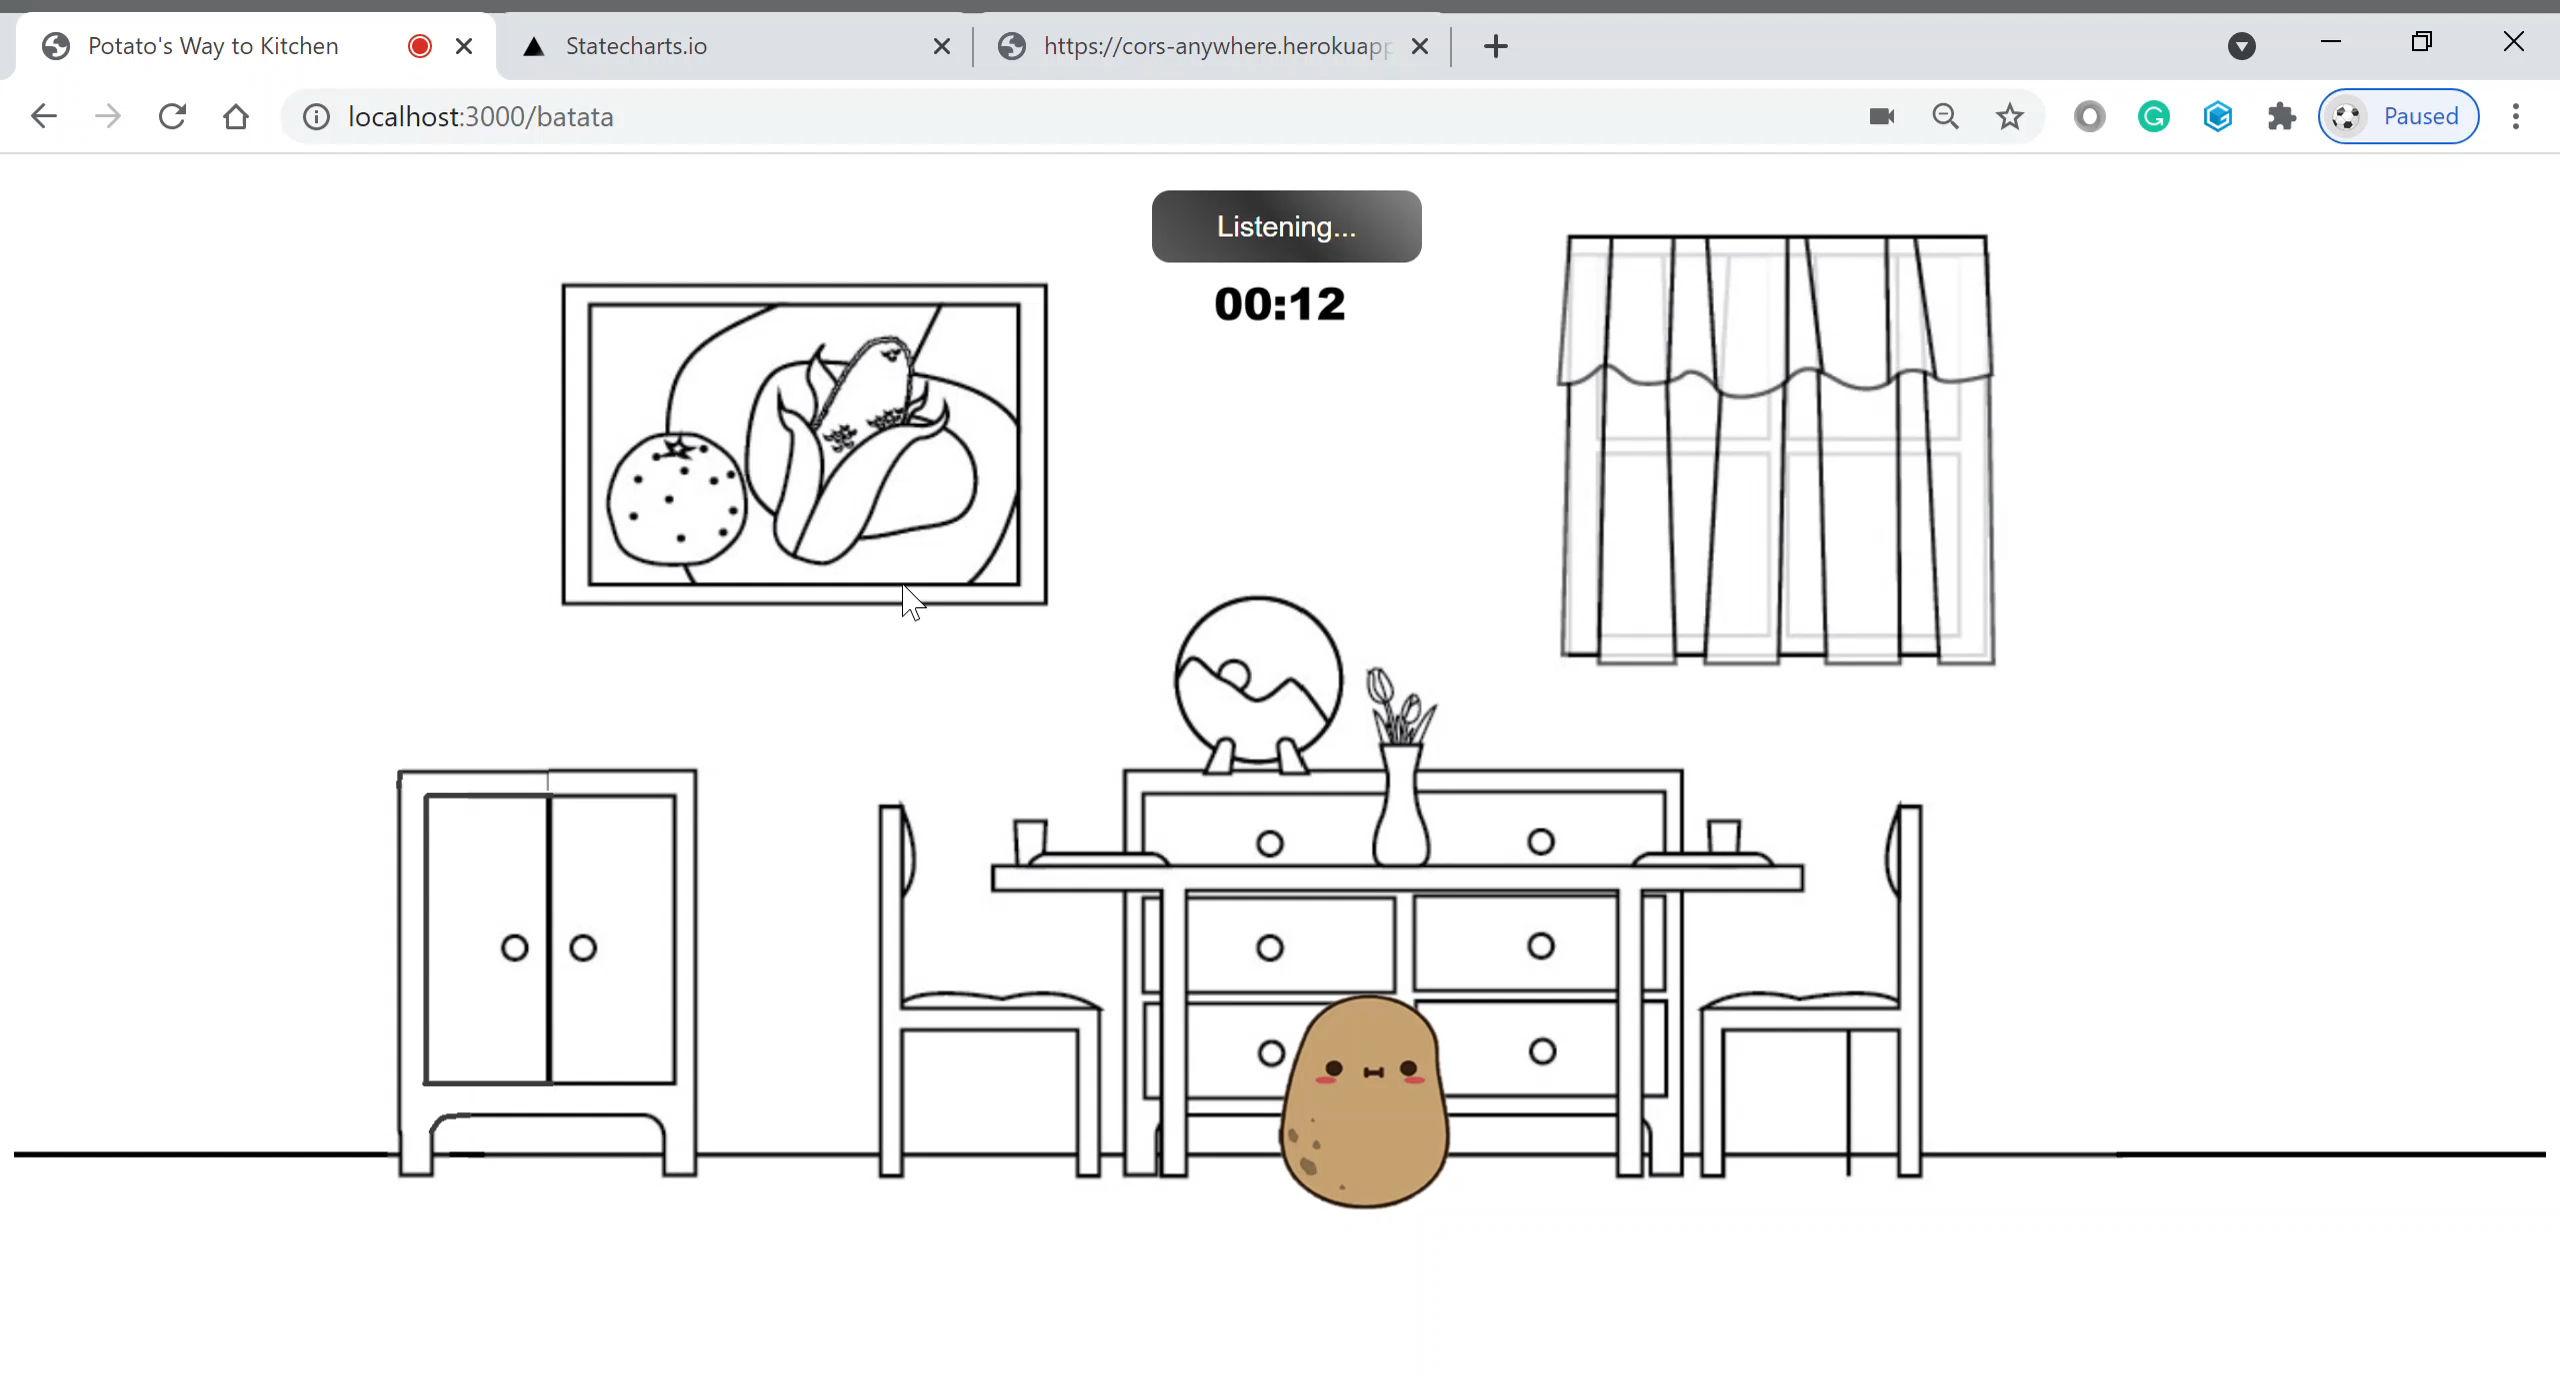 Potato's Way to Kitchen
Statecharts.io
https://cors-anywhere.herokuapp
localhost:3000/batata
Paused
Listening...
00:12